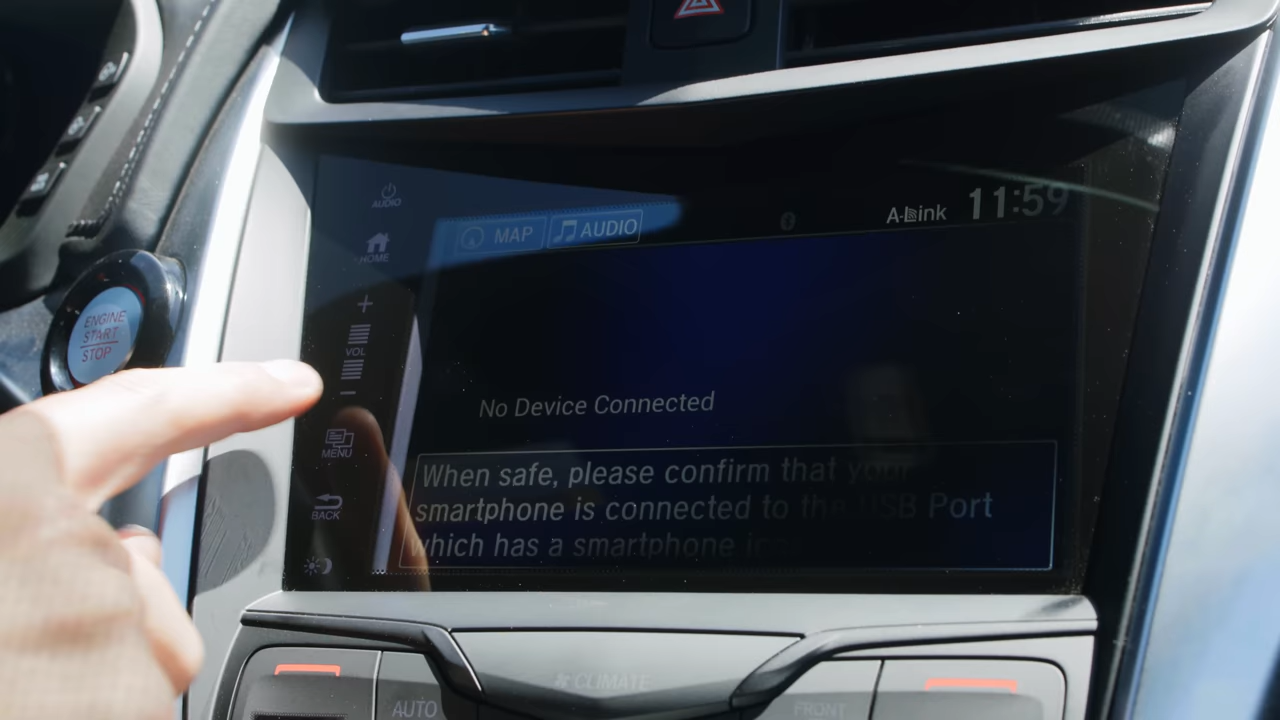 AUDIO
HOME
+
VOL
−
MENU
BACK
MAP
AUDIO
A-Link
11:59
No Device Connected
When safe, please confirm that your
smartphone is connected to the USB Port
which has a smartphone
ENGINE
START
STOP
CLIMATE
AUTO
FRONT